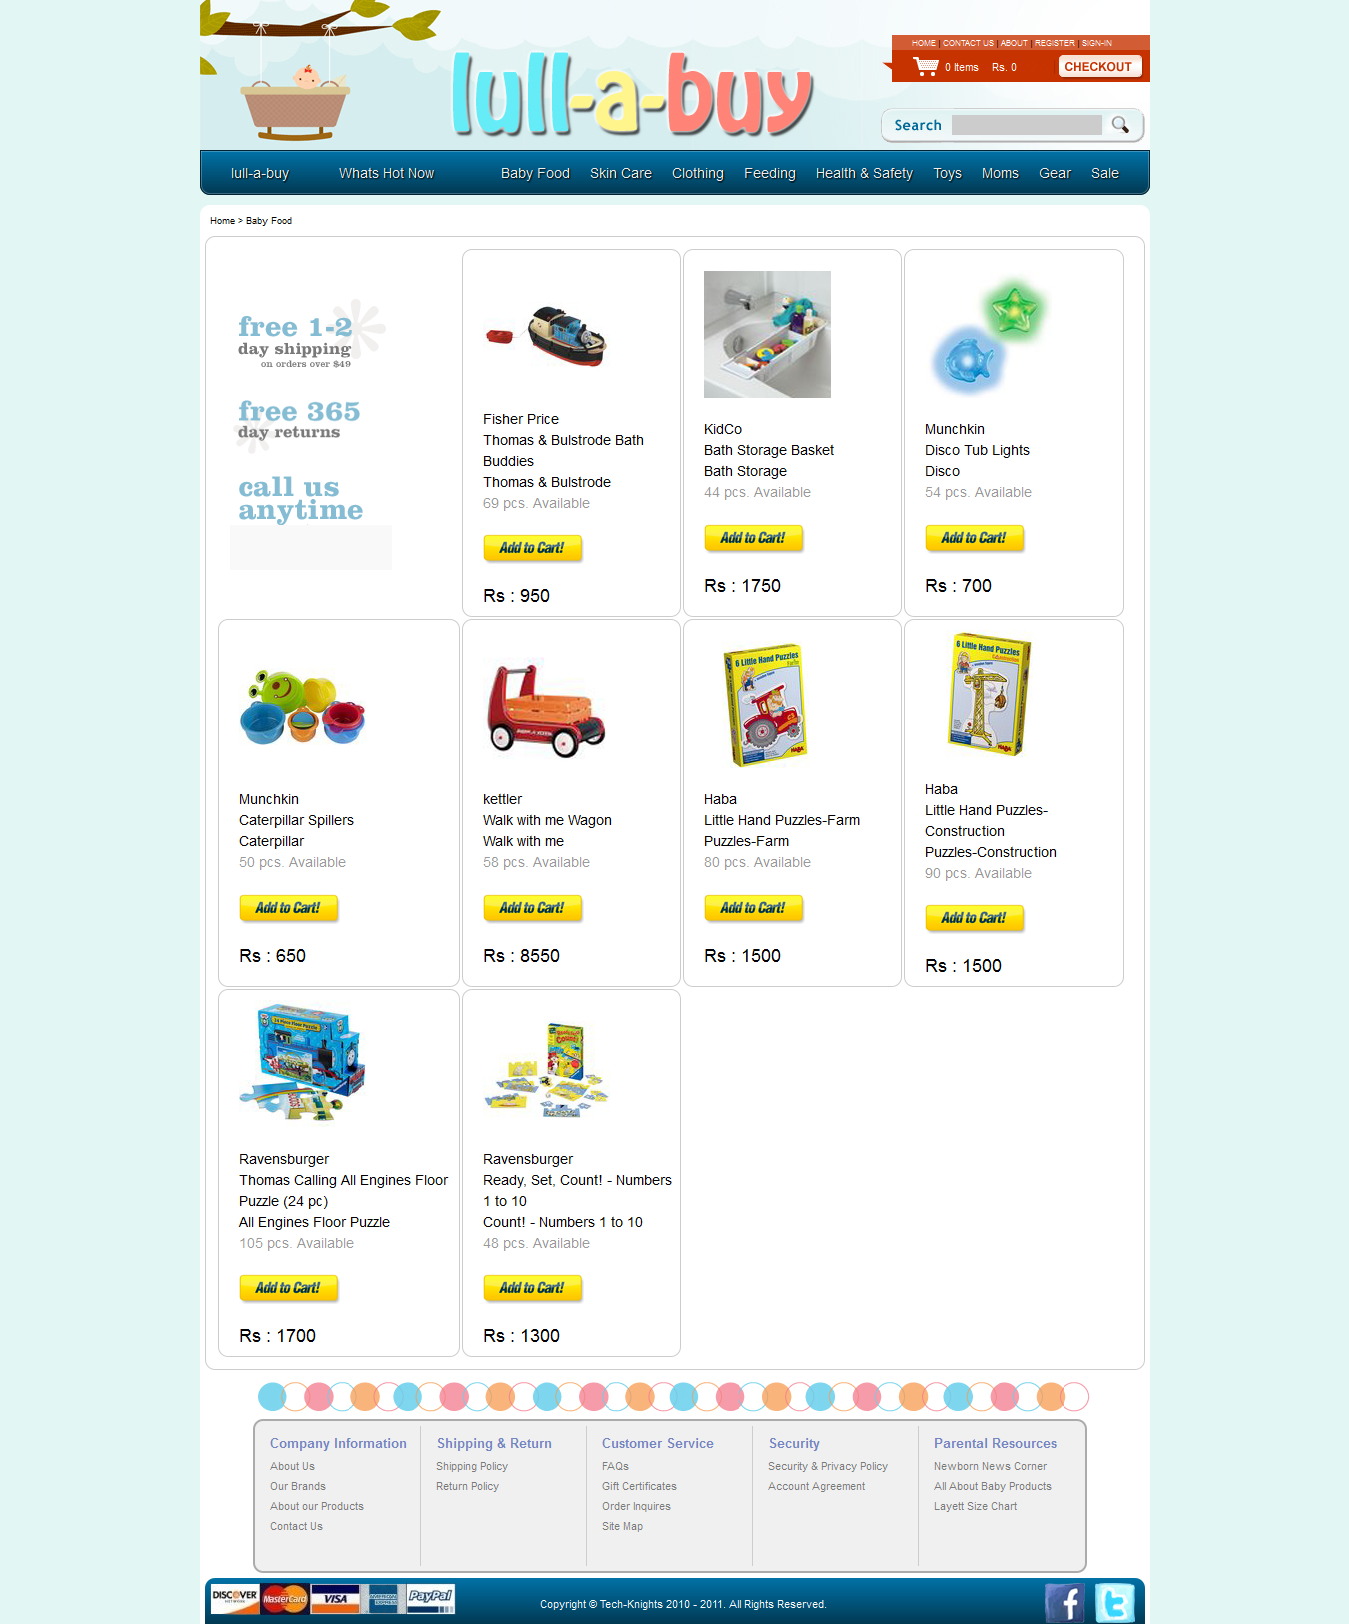 lull-a-buy
HOME | CONTACT US | ABOUT | REGISTER | SIGN-IN
0 Items Rs. 0 CHECKOUT
Search
lull-a-buy Whats Hot Now Baby Food Skin Care Clothing Feeding Health & Safety Toys Moms Gear Sale
Home > Baby Food
free 1-2
day shipping
on orders over $49
free 365
day returns
call us
anytime
Fisher Price
Thomas & Bulstrode Bath
Buddies
Thomas & Bulstrode
69 pcs. Available
Add to Cart!
Rs : 950
KidCo
Bath Storage Basket
Bath Storage
44 pcs. Available
Add to Cart!
Rs : 1750
Munchkin
Disco Tub Lights
Disco
54 pcs. Available
Add to Cart!
Rs : 700
Munchkin
Caterpillar Spillers
Caterpillar
50 pcs. Available
Add to Cart!
Rs : 650
kettler
Walk with me Wagon
Walk with me
58 pcs. Available
Add to Cart!
Rs : 8550
6 Little Hand Puzzles
HABA
Haba
Little Hand Puzzles-Farm
Puzzles-Farm
80 pcs. Available
Add to Cart!
Rs : 1500
6 Little Hand Puzzles
HABA
Haba
Little Hand Puzzles-
Construction
Puzzles-Construction
90 pcs. Available
Add to Cart!
Rs : 1500
Ravensburger
Thomas Calling All Engines Floor
Puzzle (24 pc)
All Engines Floor Puzzle
105 pcs. Available
Add to Cart!
Rs : 1700
Count!
Ravensburger
Ready, Set, Count! - Numbers
1 to 10
Count! - Numbers 1 to 10
48 pcs. Available
Add to Cart!
Rs : 1300
Company Information
About Us
Our Brands
About our Products
Contact Us
Shipping & Return
Shipping Policy
Return Policy
Customer Service
FAQs
Gift Certificates
Order Inquires
Site Map
Security
Security & Privacy Policy
Account Agreement
Parental Resources
Newborn News Corner
All About Baby Products
Layett Size Chart
DISCOVER MasterCard VISA AMERICAN EXPRESS PayPal
Copyright © Tech-Knights 2010 - 2011. All Rights Reserved.
f t